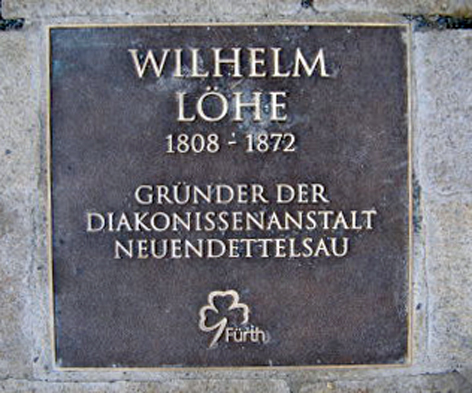 WILHELM
LÖHE
1808 - 1872
GRÜNDER DER
DIAKONISSENANSTALT
NEUENDETTELSAU
Fürth